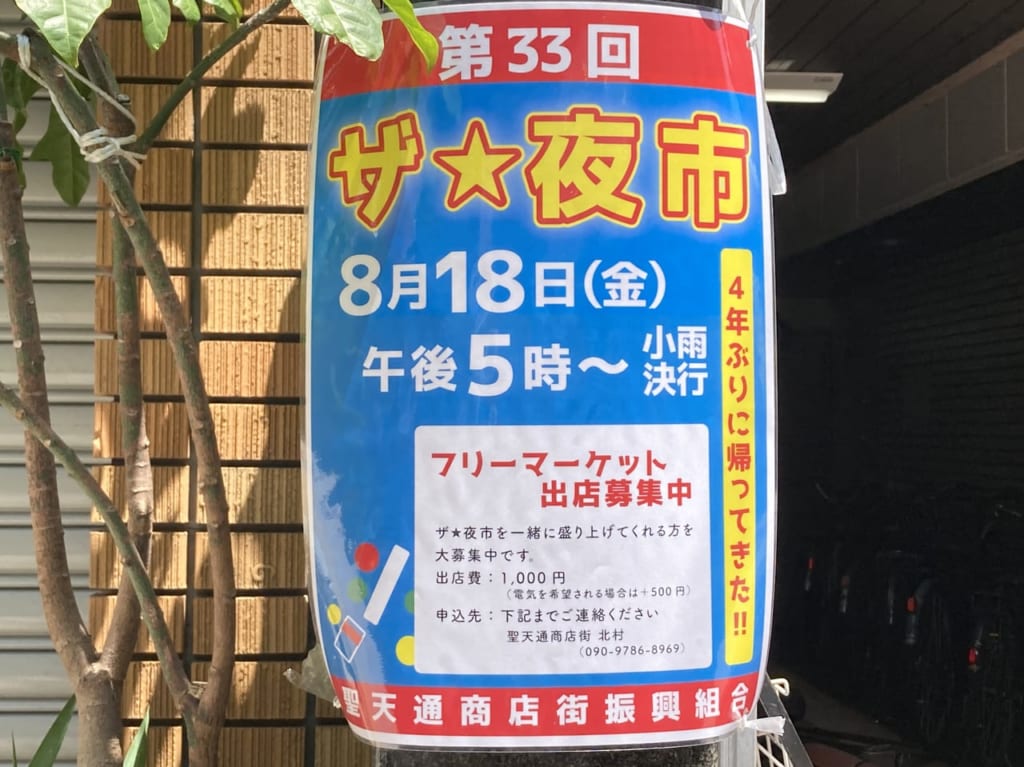 第33回
ザ★夜市
8月18日(金)
午後5時～
小雨
決行
4年ぶりに帰ってきた!!
フリーマーケット
出店募集中
ザ★夜市を一緒に盛り上げてくれる方を
大募集中です。
出店費：1,000円
（電気を希望される場合は＋500円）
申込先：下記までご連絡ください
聖天通商店街 北村
（090-9786-8969）
聖天通商店街振興組合